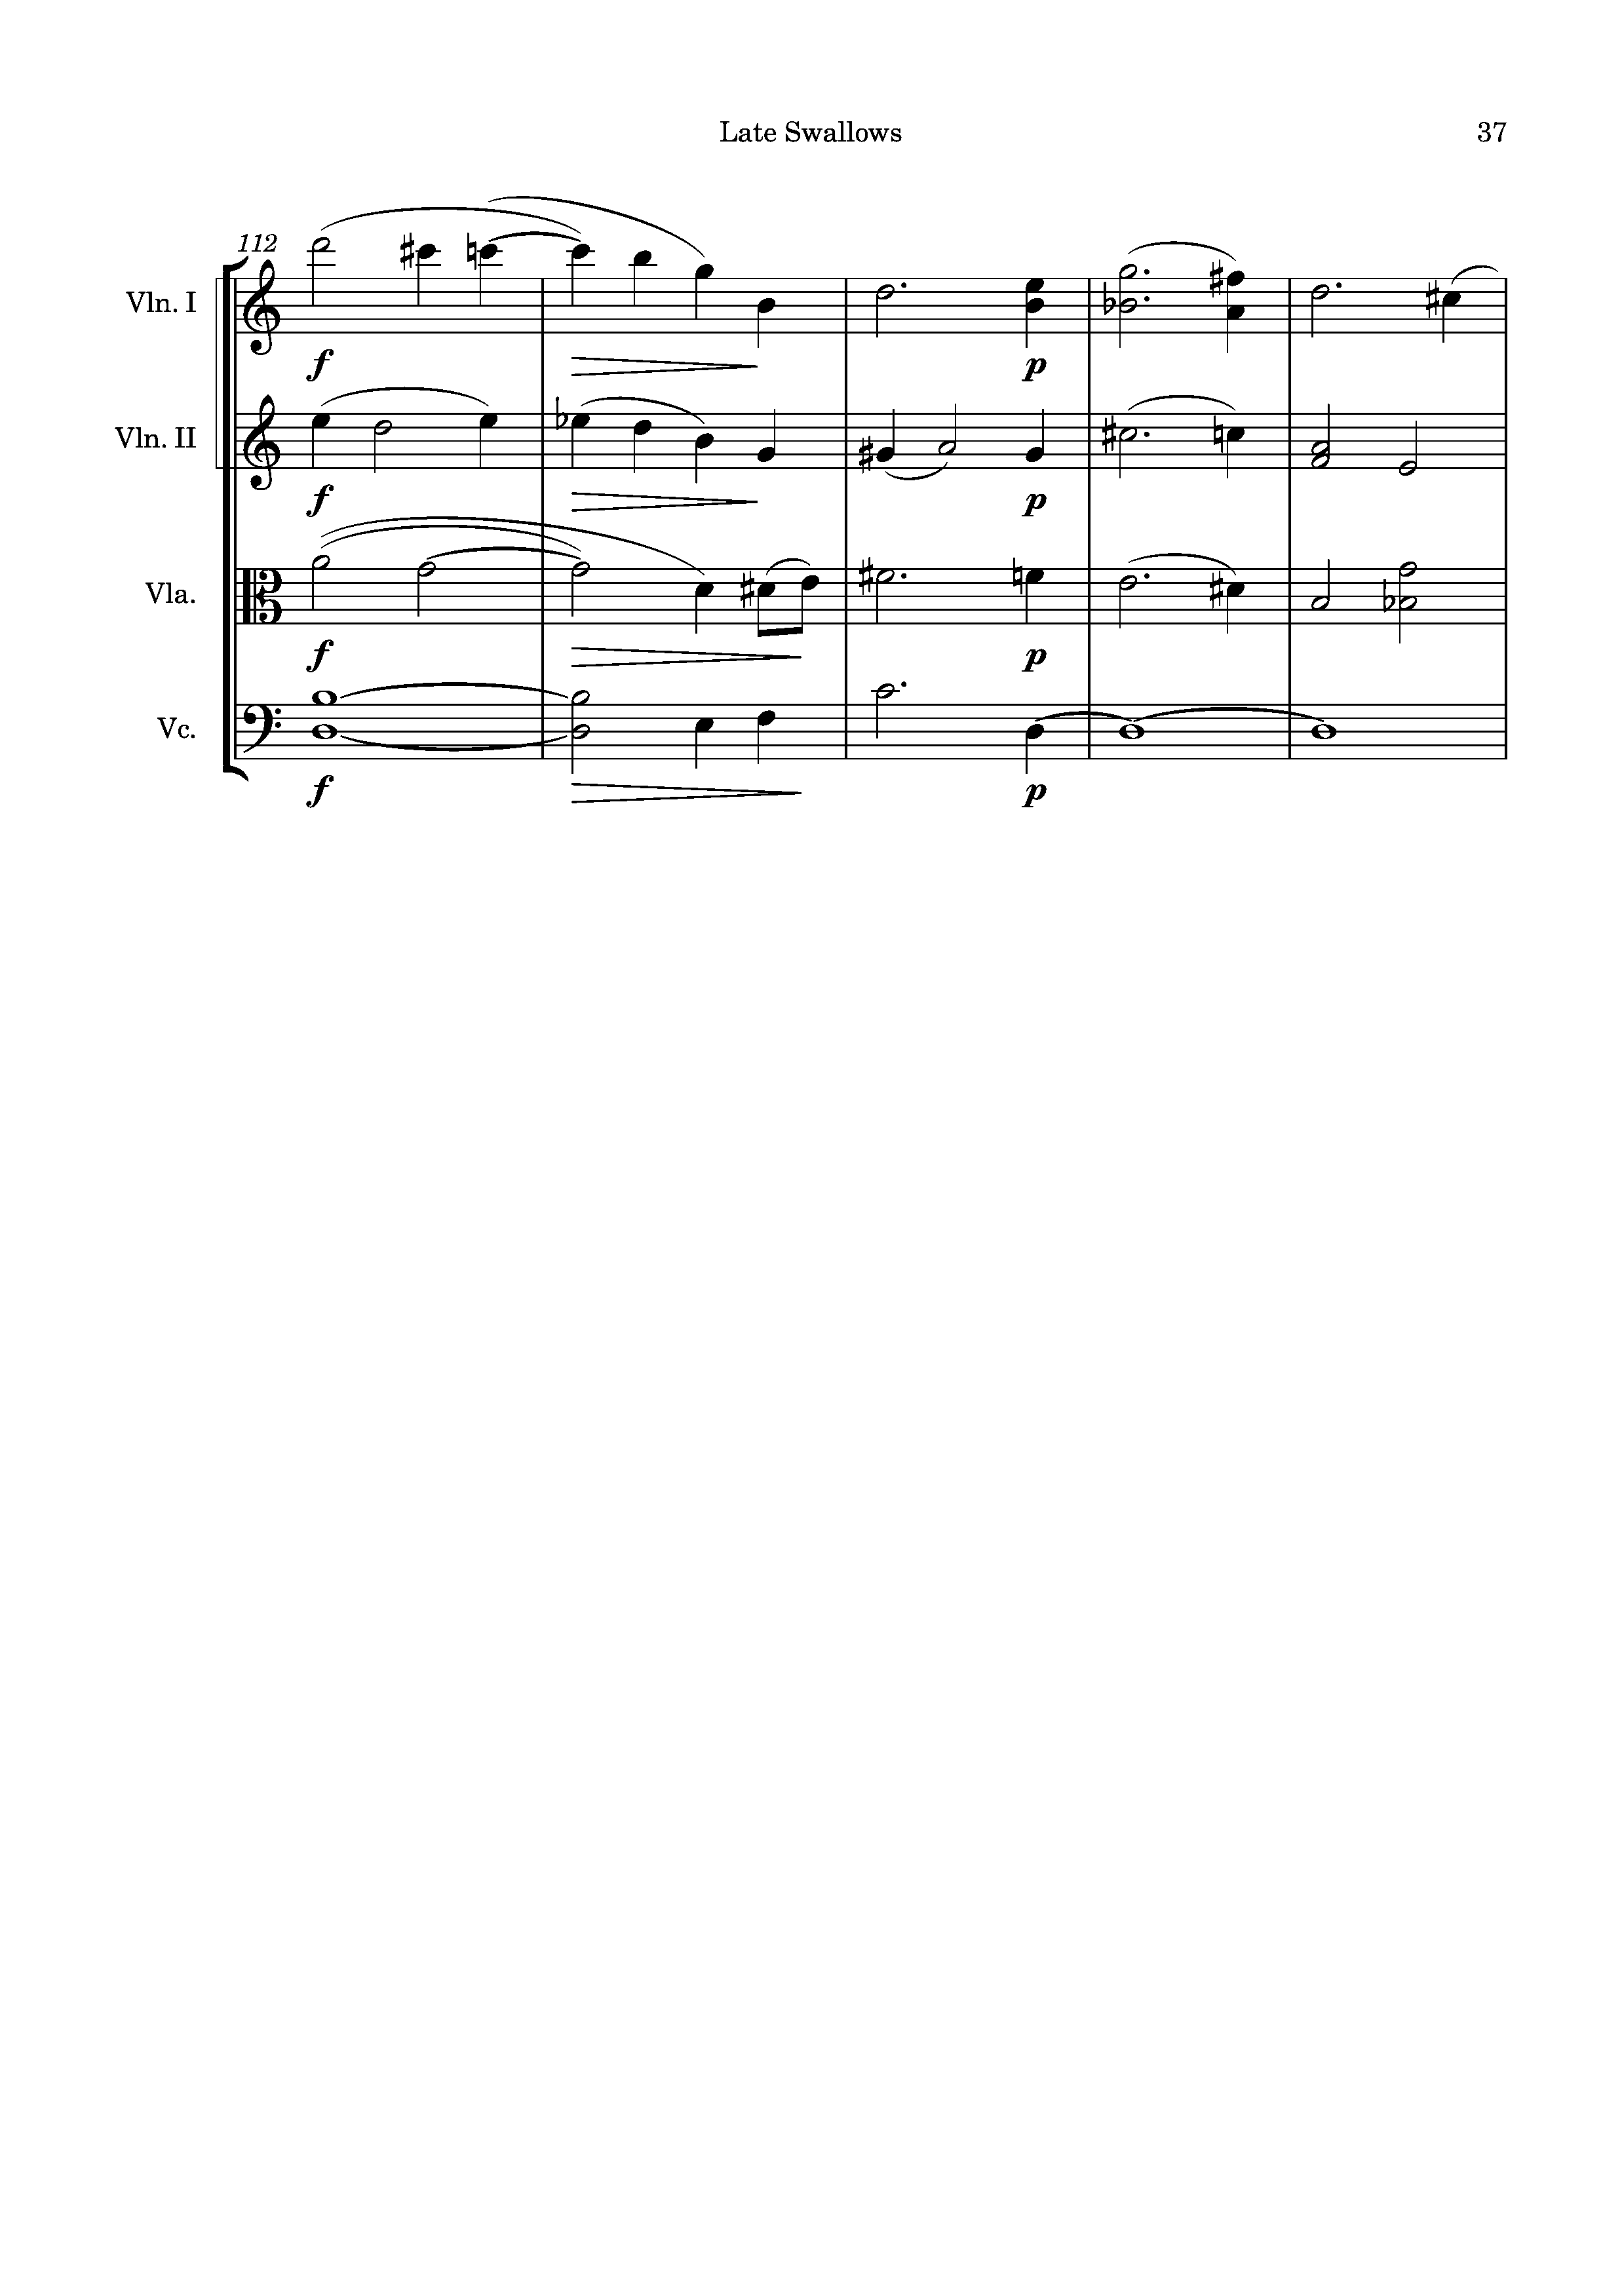 Late Swallows 37
112
Vln. I
f p
Vln. II
f p
Vla.
f p
Vc.
f p